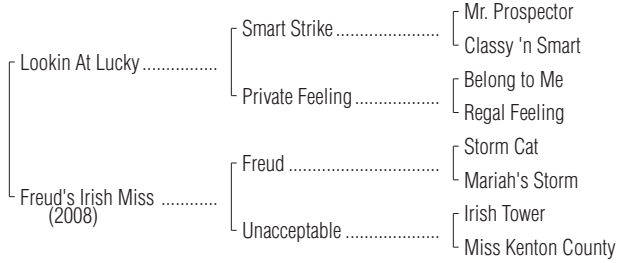 Lookin At Lucky...............
Freud's Irish Miss ............
(2008)
Smart Strike .....................
Private Feeling.................
Freud ..............................
Unacceptable ...................
Mr. Prospector
Classy 'n Smart
Belong to Me
Regal Feeling
Storm Cat
Mariah's Storm
Irish Tower
Miss Kenton County